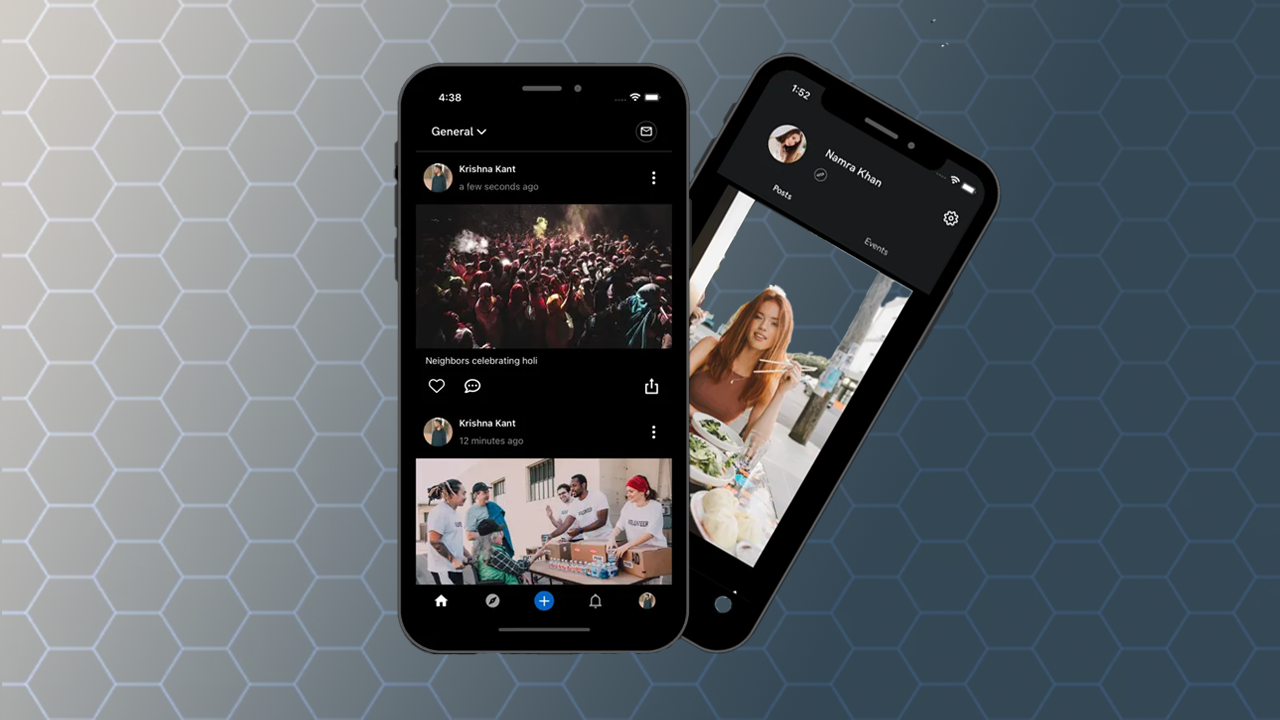 4:38
General
Krishna Kant
a few seconds ago
Neighbors celebrating holi
Krishna Kant
12 minutes ago
VOLUNTEER
1:52
Namra Khan
Posts
Events